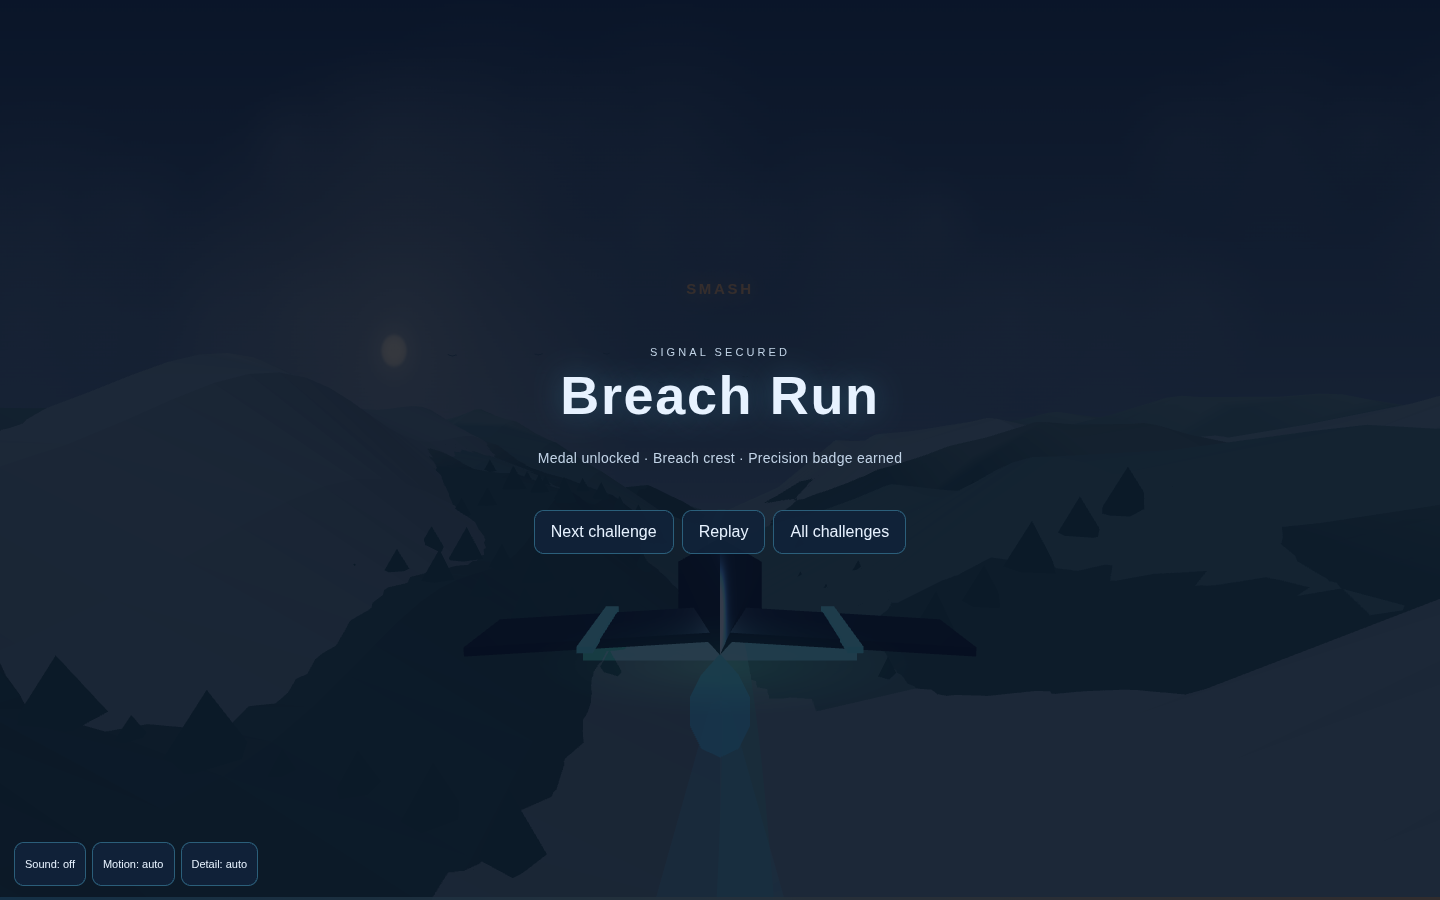 SMASH
SIGNAL SECURED
Breach Run
Medal unlocked · Breach crest · Precision badge earned
Next challenge Replay All challenges
Sound: off Motion: auto Detail: auto